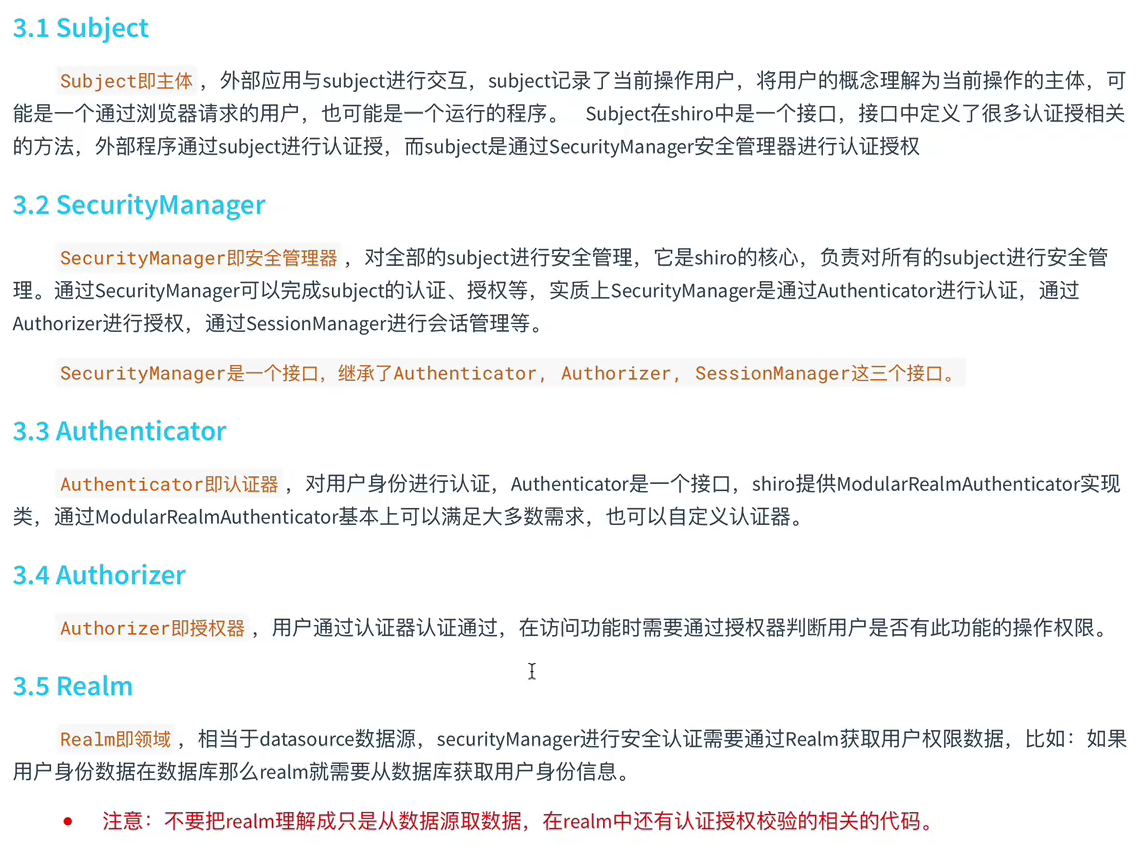 3.1 Subject
Subject即主体 ，外部应用与subject进行交互，subject记录了当前操作用户，将用户的概念理解为当前操作的主体，可
能是一个通过浏览器请求的用户，也可能是一个运行的程序。 Subject在shiro中是一个接口，接口中定义了很多认证授相关
的方法，外部程序通过subject进行认证授，而subject是通过SecurityManager安全管理器进行认证授权
3.2 SecurityManager
SecurityManager即安全管理器 ，对全部的subject进行安全管理，它是shiro的核心，负责对所有的subject进行安全管
理。通过SecurityManager可以完成subject的认证、授权等，实质上SecurityManager是通过Authenticator进行认证，通过
Authorizer进行授权，通过SessionManager进行会话管理等。
SecurityManager是一个接口，继承了Authenticator, Authorizer, SessionManager这三个接口。
3.3 Authenticator
Authenticator即认证器 ，对用户身份进行认证，Authenticator是一个接口，shiro提供ModularRealmAuthenticator实现
类，通过ModularRealmAuthenticator基本上可以满足大多数需求，也可以自定义认证器。
3.4 Authorizer
Authorizer即授权器 ，用户通过认证器认证通过，在访问功能时需要通过授权器判断用户是否有此功能的操作权限。
3.5 Realm
Realm即领域 ，相当于datasource数据源，securityManager进行安全认证需要通过Realm获取用户权限数据，比如：如果
用户身份数据在数据库那么realm就需要从数据库获取用户身份信息。
• 注意：不要把realm理解成只是从数据源取数据，在realm中还有认证授权校验的相关的代码。